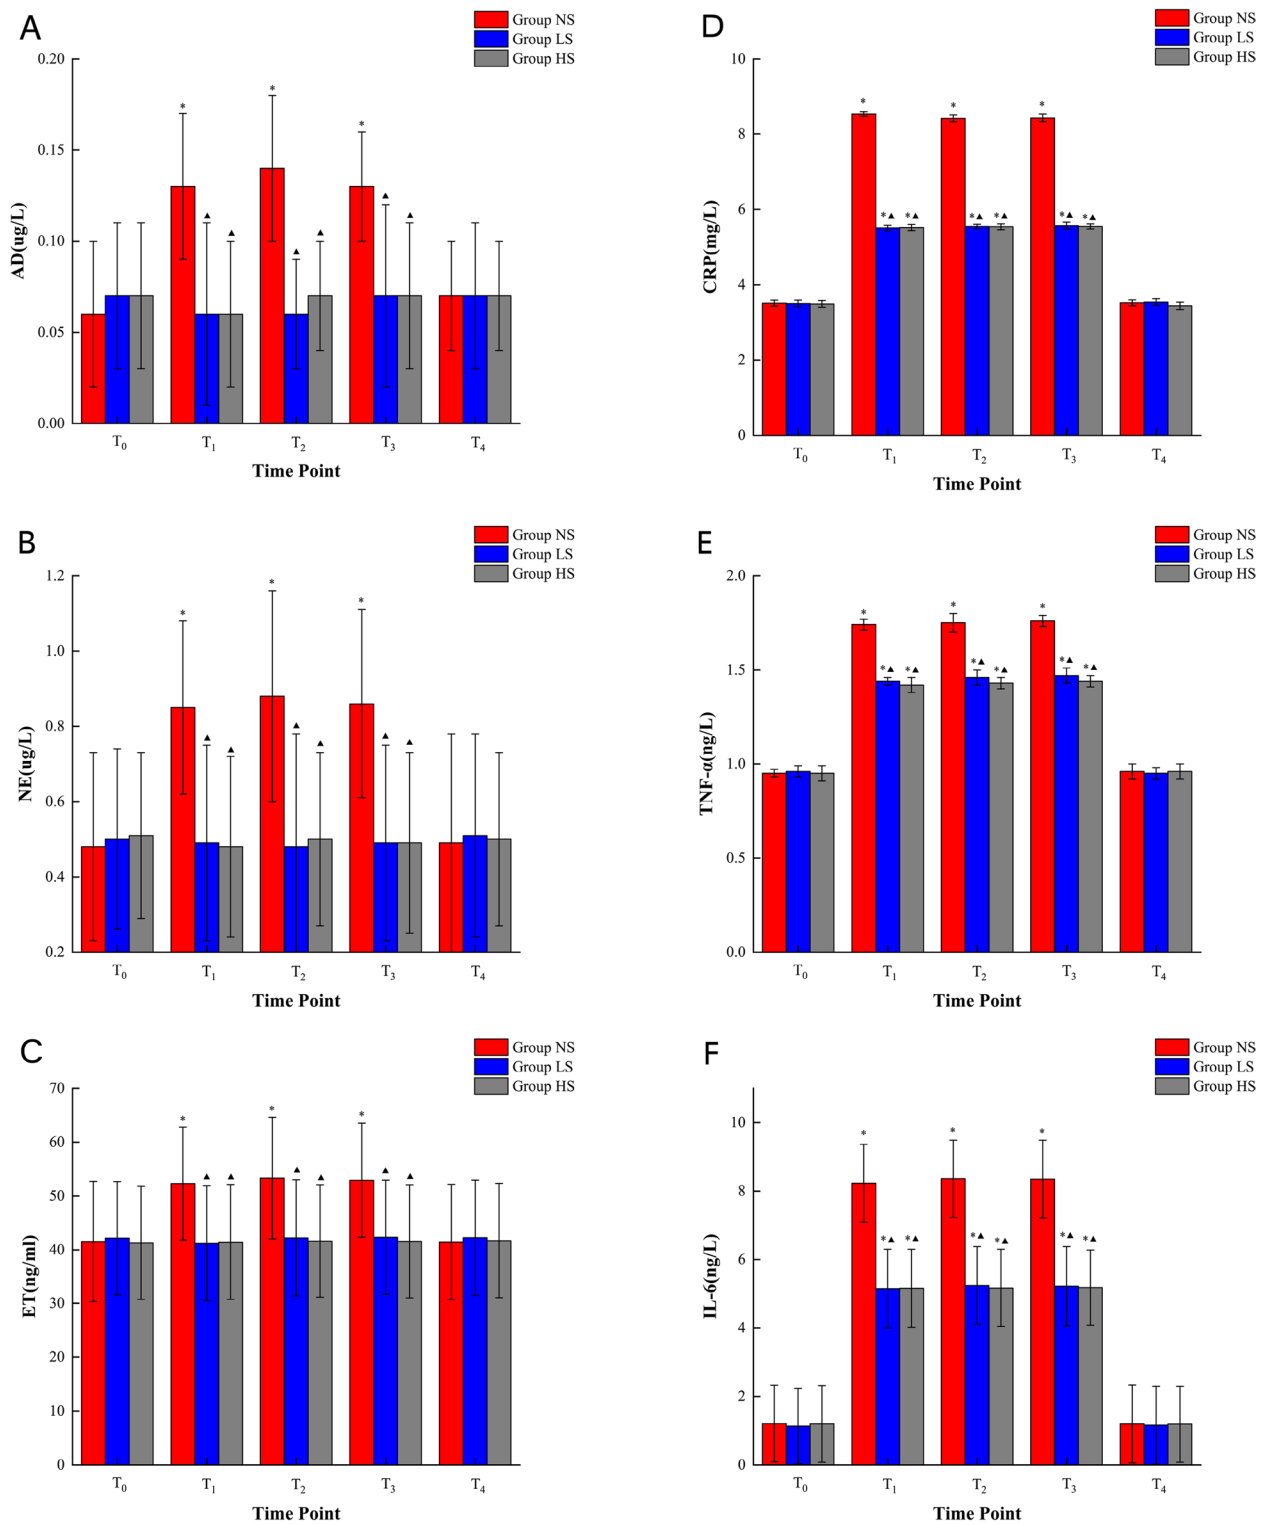 A
Group NS
Group LS
Group HS
0.20
0.15
0.10
0.05
0.00
AD(ug/L)
* * *
▲ ▲ ▲ ▲ ▲ ▲
T0 T1 T2 T3 T4
Time Point
D
Group NS
Group LS
Group HS
10
8
6
4
2
0
CRP(mg/L)
* * *
*▲ *▲ *▲ *▲ *▲ *▲
T0 T1 T2 T3 T4
Time Point
B
Group NS
Group LS
Group HS
1.2
1.0
0.8
0.6
0.4
0.2
NE(ug/L)
* * *
▲ ▲ ▲ ▲ ▲ ▲
T0 T1 T2 T3 T4
Time Point
E
Group NS
Group LS
Group HS
2.0
1.5
1.0
0.5
0.0
TNF-α(ng/L)
* * *
*▲ *▲ *▲ *▲ *▲ *▲
T0 T1 T2 T3 T4
Time Point
C
Group NS
Group LS
Group HS
70
60
50
40
30
20
10
0
ET(ng/ml)
* * *
▲ ▲ ▲ ▲ ▲ ▲
T0 T1 T2 T3 T4
Time Point
F
Group NS
Group LS
Group HS
10
8
6
4
2
0
IL-6(ng/L)
* * *
*▲ *▲ *▲ *▲ *▲ *▲
T0 T1 T2 T3 T4
Time Point